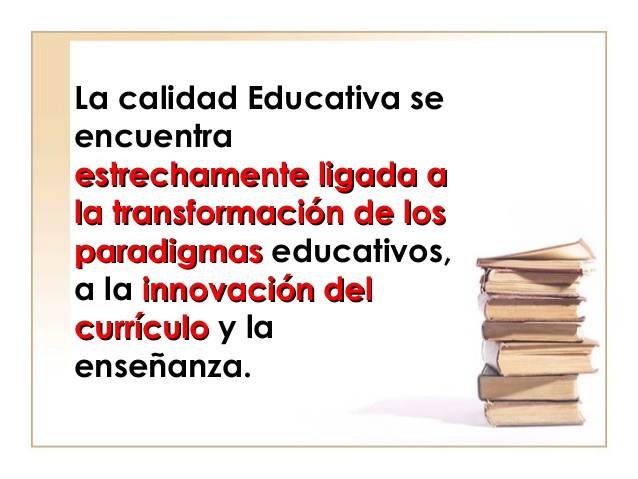 La calidad Educativa se
encuentra
estrechamente ligada a
la transformación de los
paradigmas educativos,
a la innovación del
currículo y la
enseñanza.